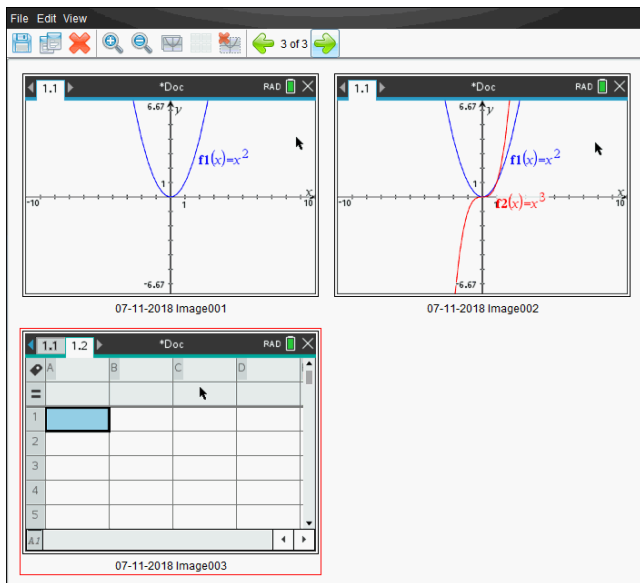 File Edit View
3 of 3
1.1 *Doc RAD
6.67 y
f1(x)=x²
1
x
-10 1 10
-6.67
07-11-2018 Image001
1.1 *Doc RAD
6.67 y
f1(x)=x²
1
x
-10 f2(x)=x³ 10
-6.67
07-11-2018 Image002
1.1 1.2 *Doc RAD
A B C D
=
1
2
3
4
5
A1
07-11-2018 Image003